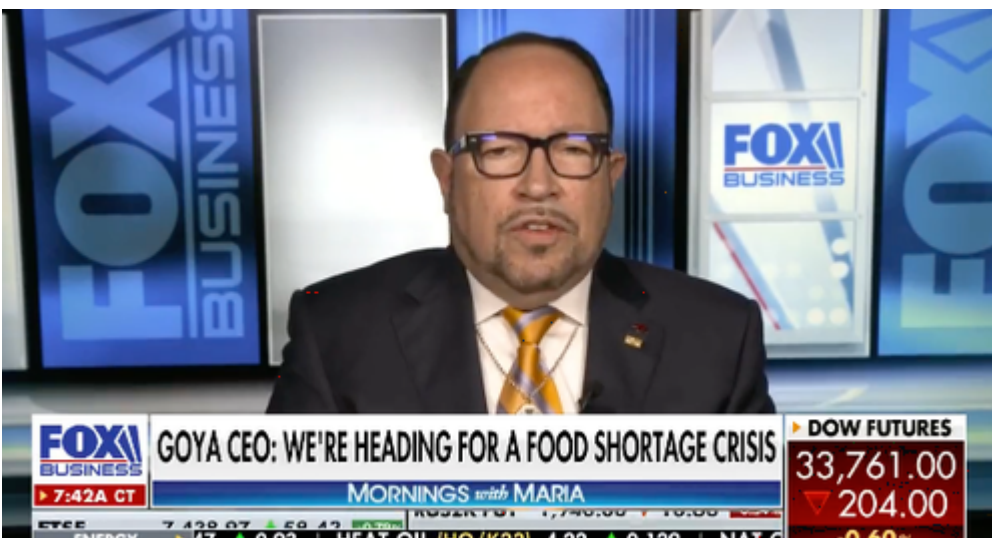 FOX
BUSINESS
FOX
BUSINESS
FOX
BUSINESS
GOYA CEO: WE'RE HEADING FOR A FOOD SHORTAGE CRISIS
7:42A CT
MORNINGS with MARIA
DOW FUTURES
33,761.00
204.00